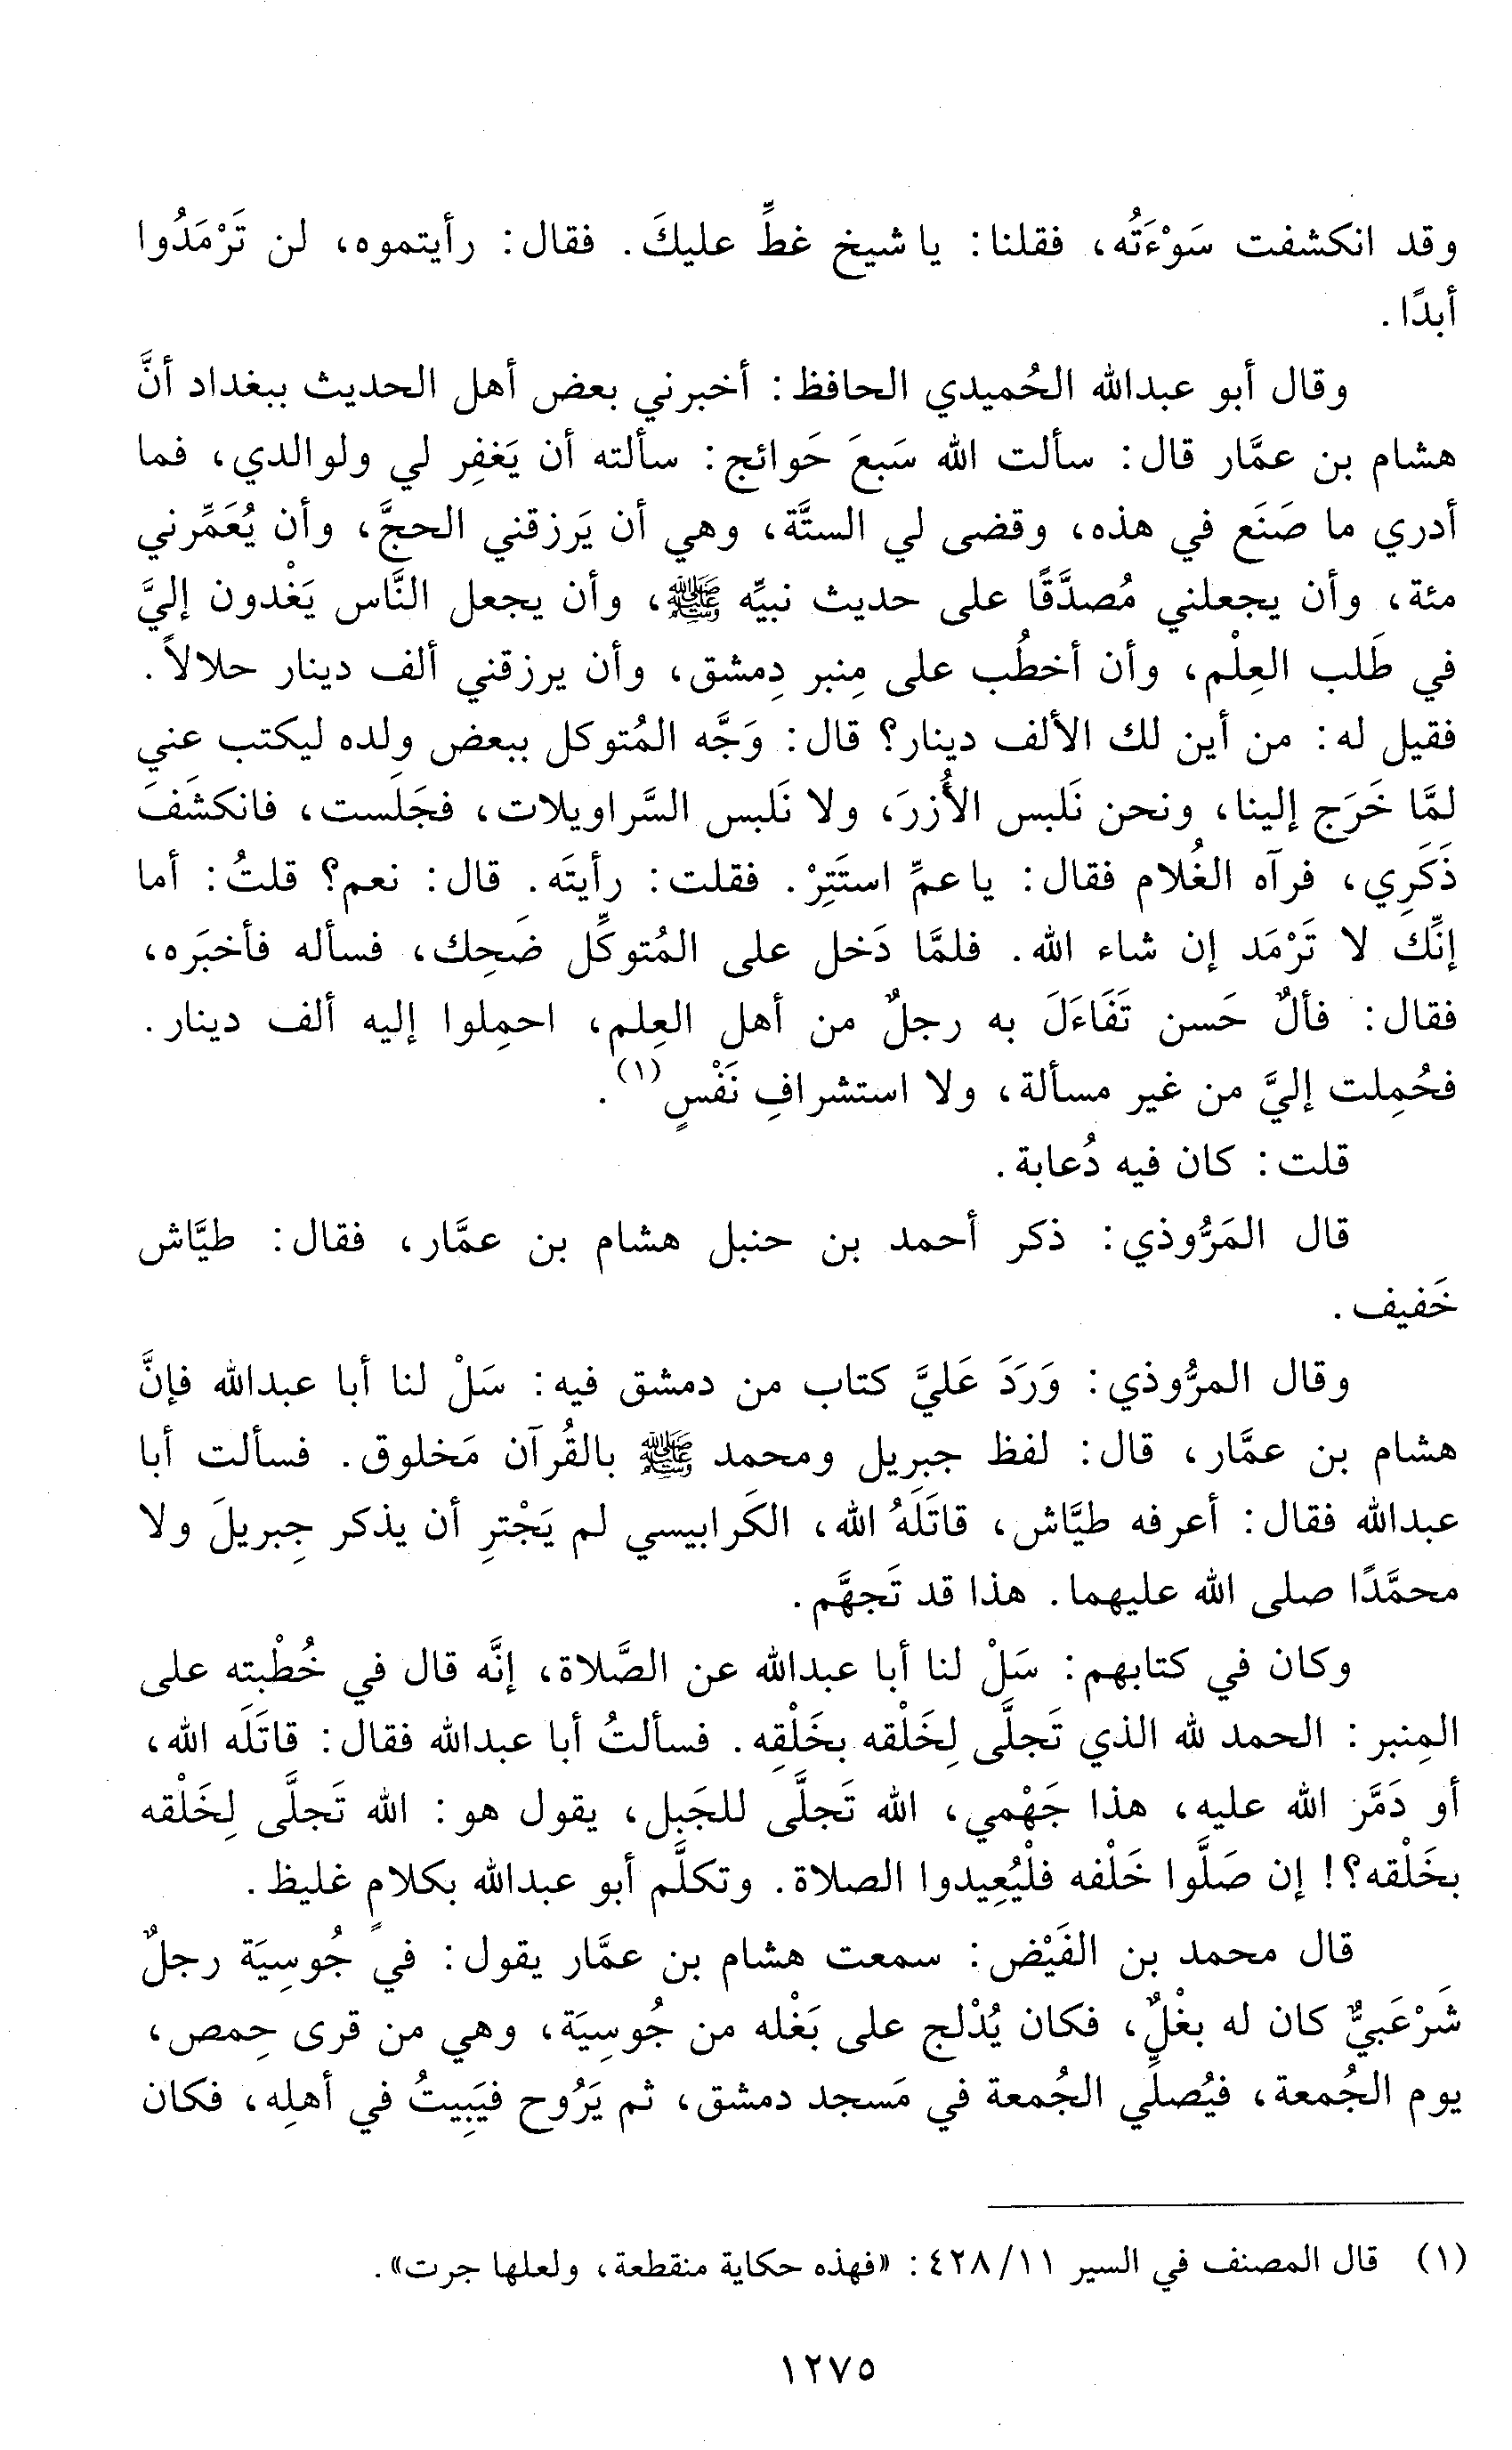 وقد انكشفت سَوْءَتُه، فقلنا: يا شيخ غطِّ عليكَ. فقال: رأيتموه، لن تَرْمَدُوا
أبدًا.
وقال أبو عبدالله الحُميدي الحافظ: أخبرني بعض أهل الحديث ببغداد أنَّ
هشام بن عمَّار قال: سألت الله سَبعَ حَوائج: سألته أن يَغفِر لي ولوالدي، فما
أدري ما صَنَع في هذه، وقضى لي الستَّة، وهي أن يَرزقني الحجَّ، وأن يُعَمِّرني
مئة، وأن يجعلني مُصدَّقًا على حديث نبيِّه ﷺ، وأن يجعل النَّاس يَغْدون إليَّ
في طَلب العِلْم، وأن أخطُب على مِنبر دِمشق، وأن يرزقني ألف دينار حلالاً.
فقيل له: من أين لك الألف دينار؟ قال: وَجَّه المُتوكل ببعض ولده ليكتب عني
لمَّا خَرَج إلينا، ونحن نَلبس الأُزرَ، ولا نَلبس السَّراويلات، فجَلَست، فانكشَفَ
ذَكَرِي، فرآه الغُلام فقال: يا عمِّ استَتِرْ. فقلت: رأيتَه. قال: نعم؟ قلتُ: أما
إنِّكَ لا تَرْمَد إن شاء الله. فلمَّا دَخل على المُتوكِّل ضَحِك، فسأله فأخبَره،
فقال: فألٌ حَسن تَفَاءَلَ به رجلٌ من أهل العِلم، احمِلوا إليه ألف دينار.
فحُمِلت إليَّ من غير مسألة، ولا استشرافِ نَفْسٍ(١).
قلت: كان فيه دُعابة.
قال المَرُّوذي: ذكر أحمد بن حنبل هشام بن عمَّار، فقال: طيَّاش
خَفيف.
وقال المرُّوذي: وَرَدَ عَليَّ كتاب من دمشق فيه: سَلْ لنا أبا عبدالله فإنَّ
هشام بن عمَّار، قال: لفظ جبريل ومحمد ﷺ بالقُرآن مَخلوق. فسألت أبا
عبدالله فقال: أعرفه طيَّاش، قاتَلَهُ الله، الكَرابيسي لم يَجْترِ أن يذكر جِبريلَ ولا
محمَّدًا صلى الله عليهما. هذا قد تَجهَّم.
وكان في كتابهم: سَلْ لنا أبا عبدالله عن الصَّلاة، إنَّه قال في خُطْبته على
المِنبر: الحمد لله الذي تَجلَّى لِخَلْقه بخَلْقِه. فسألتُ أبا عبدالله فقال: قاتَلَه الله،
أو دَمَّر الله عليه، هذا جَهْمي، الله تَجلَّى للجَبل، يقول هو: الله تَجلَّى لِخَلْقه
بخَلْقه؟! إن صَلَّوا خَلْفه فلْيُعِيدوا الصلاة. وتكلَّم أبو عبدالله بكلامٍ غليظ.
قال محمد بن الفَيْض: سمعت هشام بن عمَّار يقول: في جُوسِيَة رجلٌ
شَرْعَبيٌّ كان له بغْلٌ، فكان يُدْلج على بَغْله من جُوسِيَة، وهي من قرى حِمص،
يوم الجُمعة، فيُصلِّي الجُمعة في مَسجد دمشق، ثم يَرُوح فيَبِيتُ في أهلِه، فكان
(١) قال المصنف في السير ٤٢٨/١١: «فهذه حكاية منقطعة، ولعلها جرت».
١٢٧٥